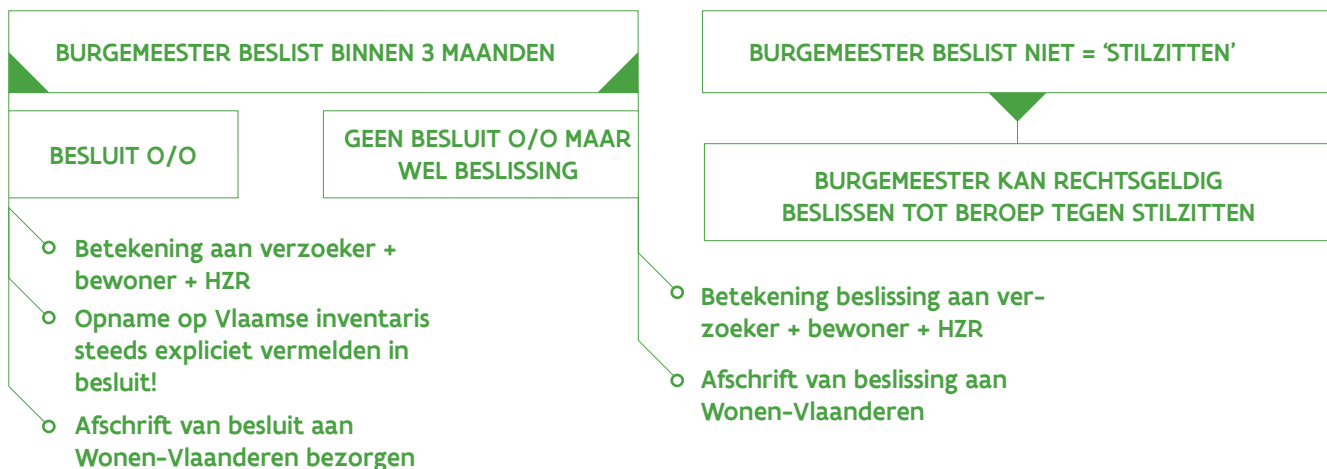 BURGEMEESTER BESLIST BINNEN 3 MAANDEN
BESLUIT O/O
GEEN BESLUIT O/O MAAR
WEL BESLISSING
Betekening aan verzoeker +
bewoner + HZR
Opname op Vlaamse inventaris
steeds expliciet vermelden in
besluit!
Afschrift van besluit aan
Wonen-Vlaanderen bezorgen
Betekening beslissing aan ver-
zoeker + bewoner + HZR
Afschrift van beslissing aan
Wonen-Vlaanderen
BURGEMEESTER BESLIST NIET = ‘STILZITTEN’
BURGEMEESTER KAN RECHTSGELDIG
BESLISSEN TOT BEROEP TEGEN STILZITTEN